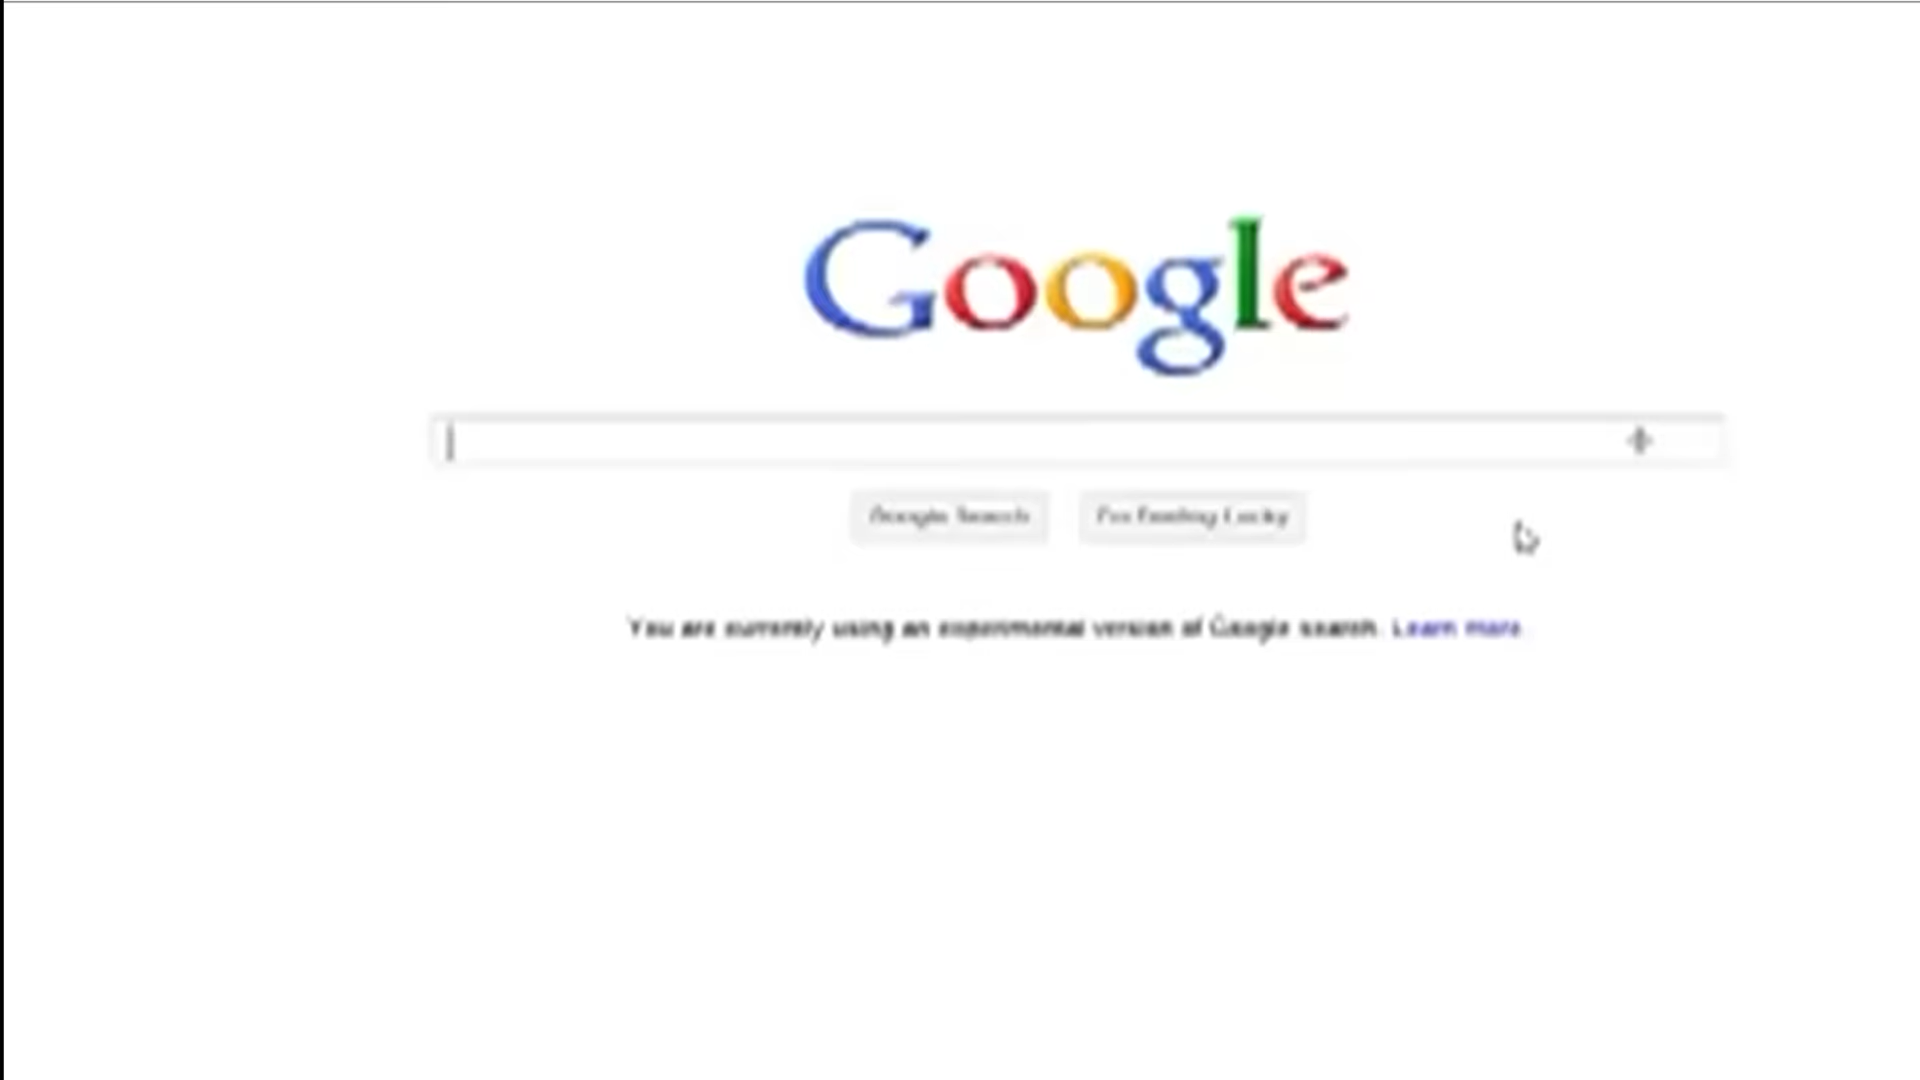 Google
Google Search
I'm Feeling Lucky
You are currently using an experimental version of Google search. Learn more.